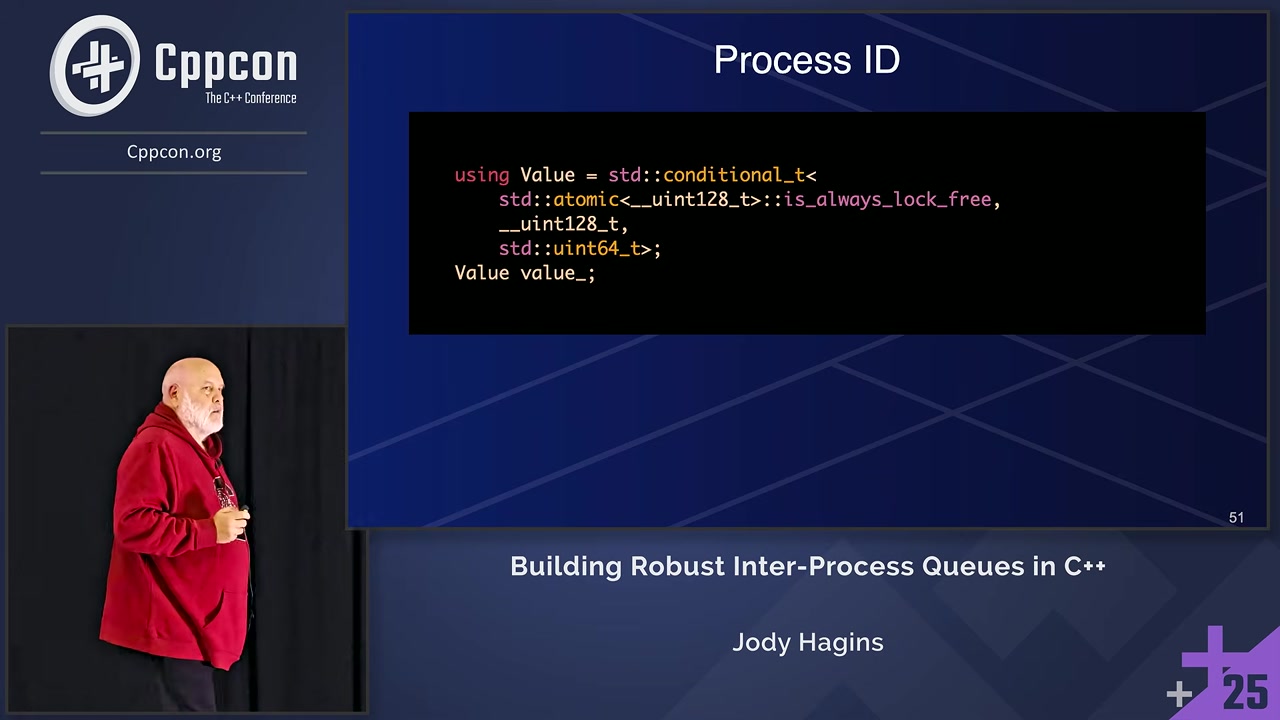 Cppcon
The C++ Conference
Cppcon.org
Process ID
using Value = std::conditional_t<
    std::atomic<__uint128_t>::is_always_lock_free,
    __uint128_t,
    std::uint64_t>;
Value value_;
51
Building Robust Inter-Process Queues in C++
Jody Hagins
++25